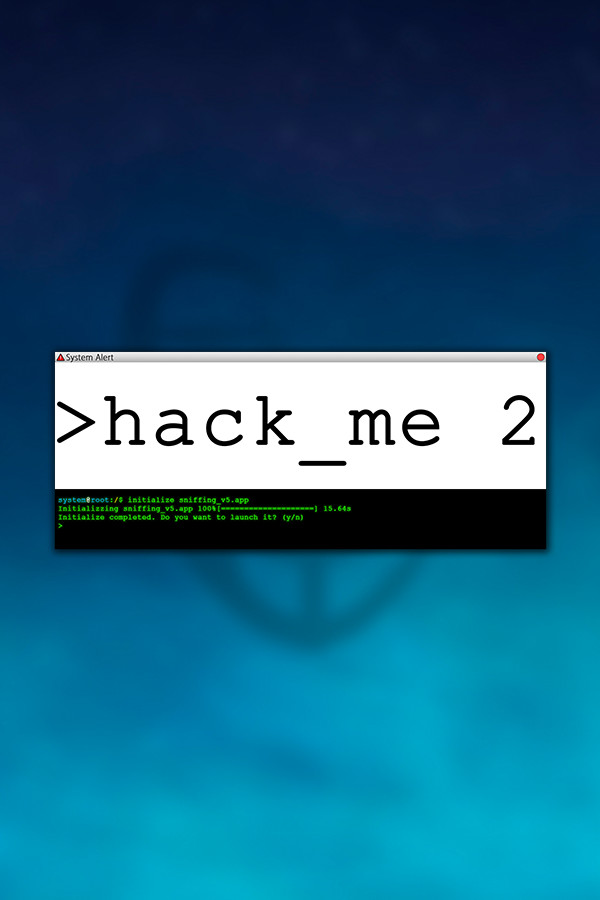 System Alert
>hack_me 2
system@root:/$ initialize sniffing_v5.app
Initializzing sniffing_v5.app 100%[====================] 15.64s
Initialize completed. Do you want to launch it? (y/n)
>